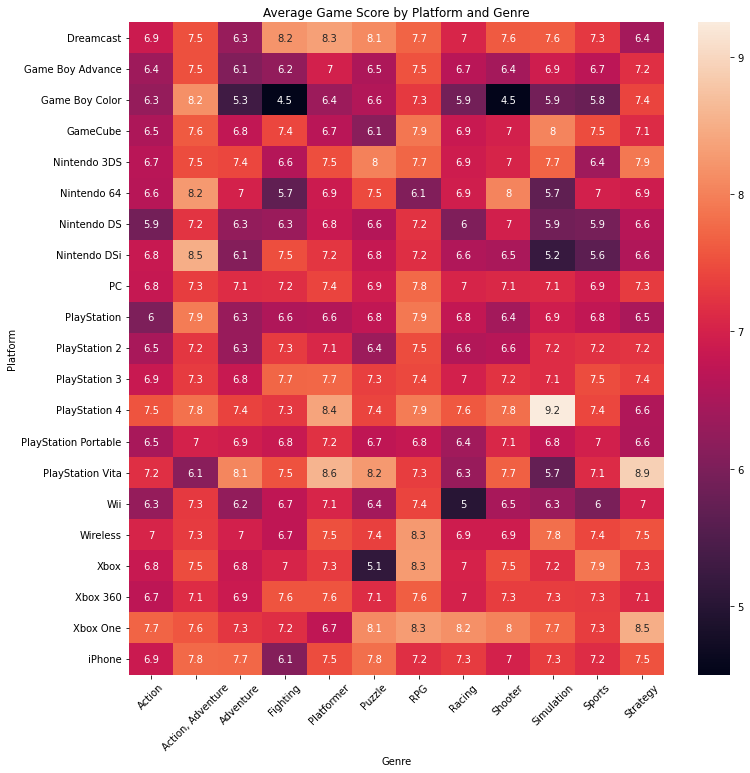 Average Game Score by Platform and Genre
Platform
Dreamcast 6.9 7.5 6.3 8.2 8.3 8.1 7.7 7 7.6 7.6 7.3 6.4
Game Boy Advance 6.4 7.5 6.1 6.2 7 6.5 7.5 6.7 6.4 6.9 6.7 7.2
Game Boy Color 6.3 8.2 5.3 4.5 6.4 6.6 7.3 5.9 4.5 5.9 5.8 7.4
GameCube 6.5 7.6 6.8 7.4 6.7 6.1 7.9 6.9 7 8 7.5 7.1
Nintendo 3DS 6.7 7.5 7.4 6.6 7.5 8 7.7 6.9 7 7.7 6.4 7.9
Nintendo 64 6.6 8.2 7 5.7 6.9 7.5 6.1 6.9 8 5.7 7 6.9
Nintendo DS 5.9 7.2 6.3 6.3 6.8 6.6 7.2 6 7 5.9 5.9 6.6
Nintendo DSi 6.8 8.5 6.1 7.5 7.2 6.8 7.2 6.6 6.5 5.2 5.6 6.6
PC 6.8 7.3 7.1 7.2 7.4 6.9 7.8 7 7.1 7.1 6.9 7.3
PlayStation 6 7.9 6.3 6.6 6.6 6.8 7.9 6.8 6.4 6.9 6.8 6.5
PlayStation 2 6.5 7.2 6.3 7.3 7.1 6.4 7.5 6.6 6.6 7.2 7.2 7.2
PlayStation 3 6.9 7.3 6.8 7.7 7.7 7.3 7.4 7 7.2 7.1 7.5 7.4
PlayStation 4 7.5 7.8 7.4 7.3 8.4 7.4 7.9 7.6 7.8 9.2 7.4 6.6
PlayStation Portable 6.5 7 6.9 6.8 7.2 6.7 6.8 6.4 7.1 6.8 7 6.6
PlayStation Vita 7.2 6.1 8.1 7.5 8.6 8.2 7.3 6.3 7.7 5.7 7.1 8.9
Wii 6.3 7.3 6.2 6.7 7.1 6.4 7.4 5 6.5 6.3 6 7
Wireless 7 7.3 7 6.7 7.5 7.4 8.3 6.9 6.9 7.8 7.4 7.5
Xbox 6.8 7.5 6.8 7 7.3 5.1 8.3 7 7.5 7.2 7.9 7.3
Xbox 360 6.7 7.1 6.9 7.6 7.6 7.1 7.6 7 7.3 7.3 7.3 7.1
Xbox One 7.7 7.6 7.3 7.2 6.7 8.1 8.3 8.2 8 7.7 7.3 8.5
iPhone 6.9 7.8 7.7 6.1 7.5 7.8 7.2 7.3 7 7.3 7.2 7.5
Action Action, Adventure Adventure Fighting Platformer Puzzle RPG Racing Shooter Simulation Sports Strategy
Genre
9
8
7
6
5